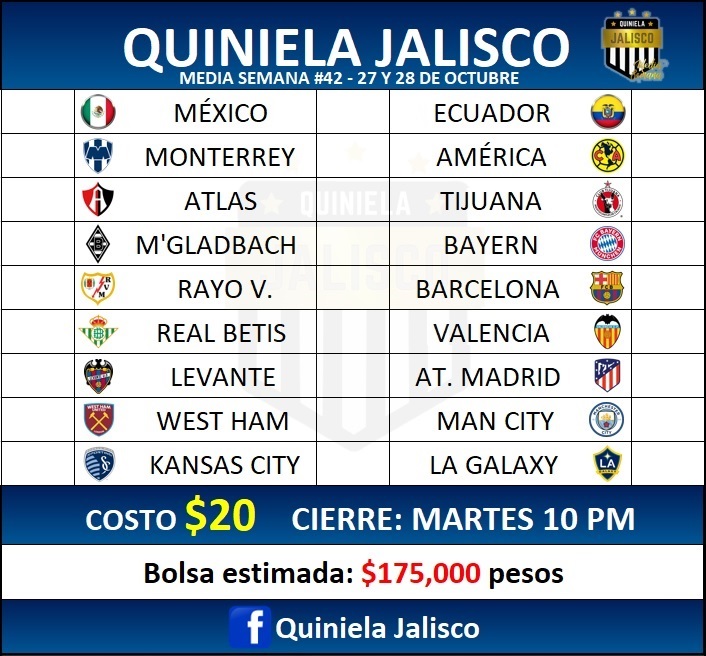 QUINIELA JALISCO
MEDIA SEMANA #42 - 27 Y 28 DE OCTUBRE
QUINIELA
JALISCO
MÉXICO ECUADOR
MONTERREY AMÉRICA
ATLAS TIJUANA
M'GLADBACH BAYERN
RAYO V. BARCELONA
REAL BETIS VALENCIA
LEVANTE AT. MADRID
WEST HAM MAN CITY
KANSAS CITY LA GALAXY
QUINIELA
JALISCO
COSTO $20 CIERRE: MARTES 10 PM
Bolsa estimada: $175,000 pesos
f Quiniela Jalisco